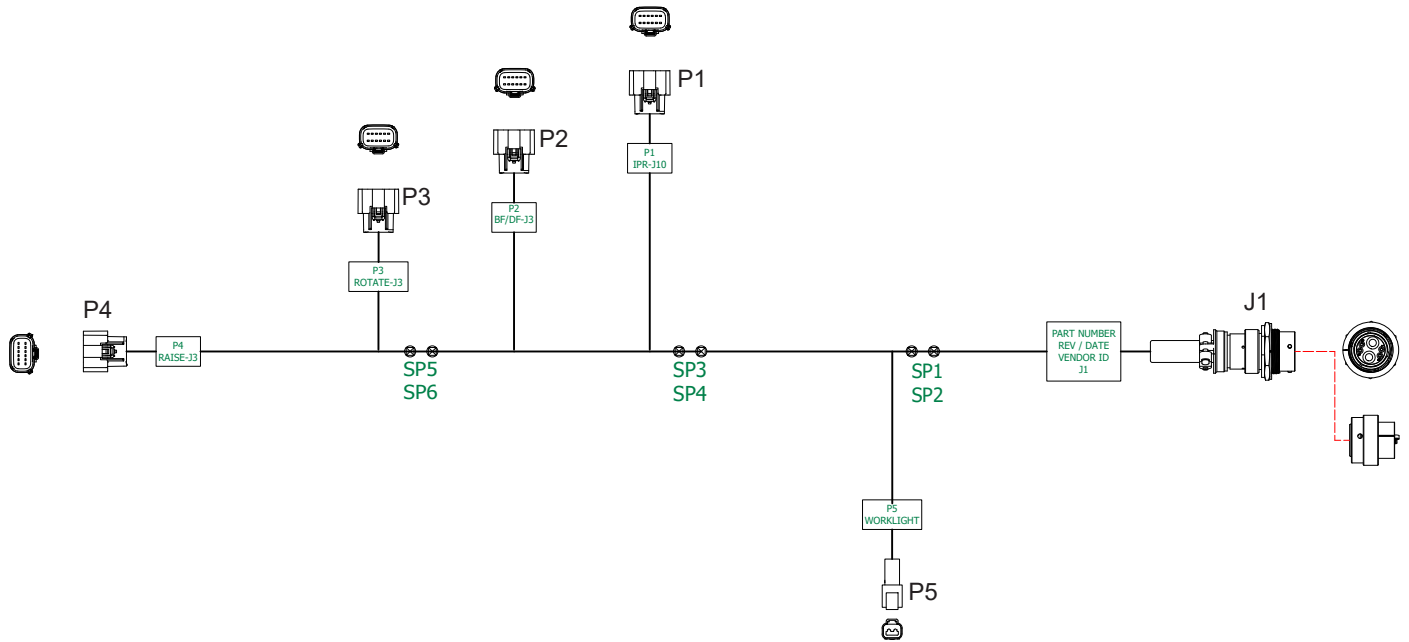 P1
P1
IPR-J10
P2
P2
BF/DF-J3
P3
P3
ROTATE-J3
P4
P4
RAISE-J3
SP5
SP6
SP3
SP4
SP1
SP2
PART NUMBER
REV / DATE
VENDOR ID
J1
J1
P5
WORKLIGHT
P5